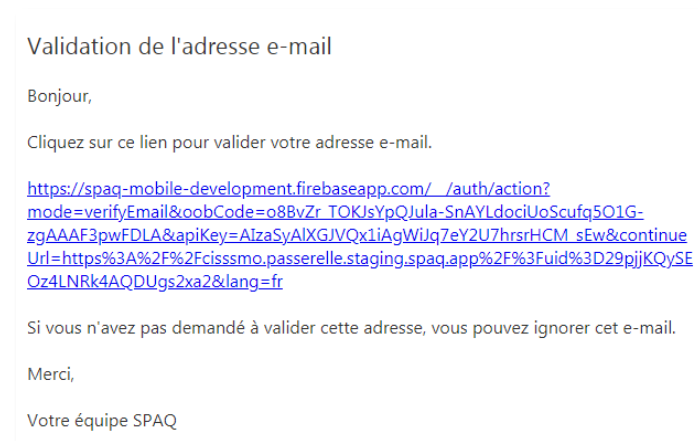 Validation de l'adresse e-mail
Bonjour,
Cliquez sur ce lien pour valider votre adresse e-mail.
https://spaq-mobile-development.firebaseapp.com/__/auth/action?
mode=verifyEmail&oobCode=o8BvZr_TOKJsYpQJula-SnAYLdociUoScufq5O1G-
zgAAAF3pwFDLA&apiKey=AIzaSyAlXGJVQx1iAgWiJq7eY2U7hrsrHCM_sEw&continue
Url=https%3A%2F%2Fcisssmo.passerelle.staging.spaq.app%2F%3Fuid%3D29pjjKQySE
Oz4LNRk4AQDUgs2xa2&lang=fr
Si vous n'avez pas demandé à valider cette adresse, vous pouvez ignorer cet e-mail.
Merci,
Votre équipe SPAQ